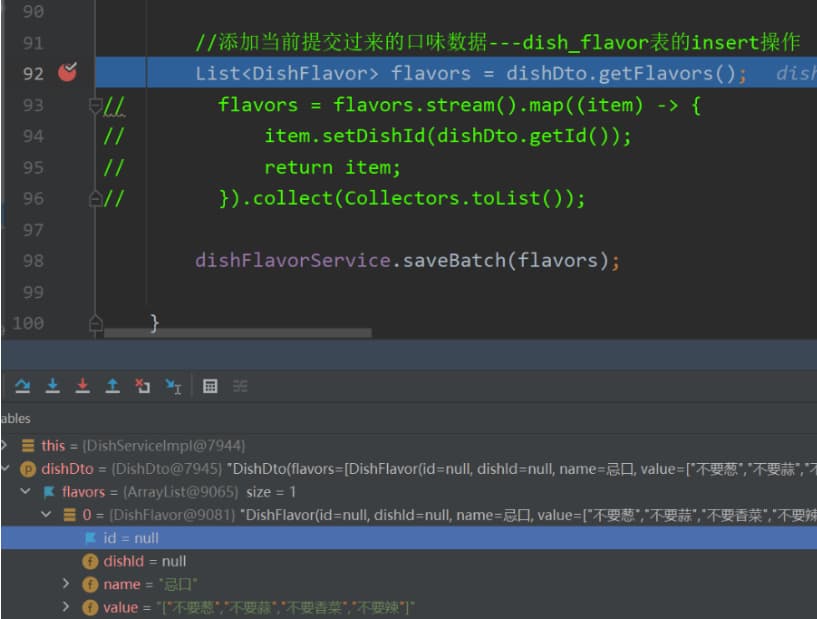 90
91 //添加当前提交过来的口味数据---dish_flavor表的insert操作
92 List<DishFlavor> flavors = dishDto.getFlavors(); dish
93 // flavors = flavors.stream().map((item) -> {
94 // item.setDishId(dishDto.getId());
95 // return item;
96 // }).collect(Collectors.toList());
97
98 dishFlavorService.saveBatch(flavors);
99
100 }
ables
this = {DishServiceImpl@7944}
dishDto = {DishDto@7945} "DishDto(flavors=[DishFlavor(id=null, dishId=null, name=忌口, value=["不要葱","不要蒜","不
flavors = {ArrayList@9065} size = 1
0 = {DishFlavor@9081} "DishFlavor(id=null, dishId=null, name=忌口, value=["不要葱","不要蒜","不要香菜","不要辣
id = null
dishId = null
name = "忌口"
value = "["不要葱","不要蒜","不要香菜","不要辣"]"